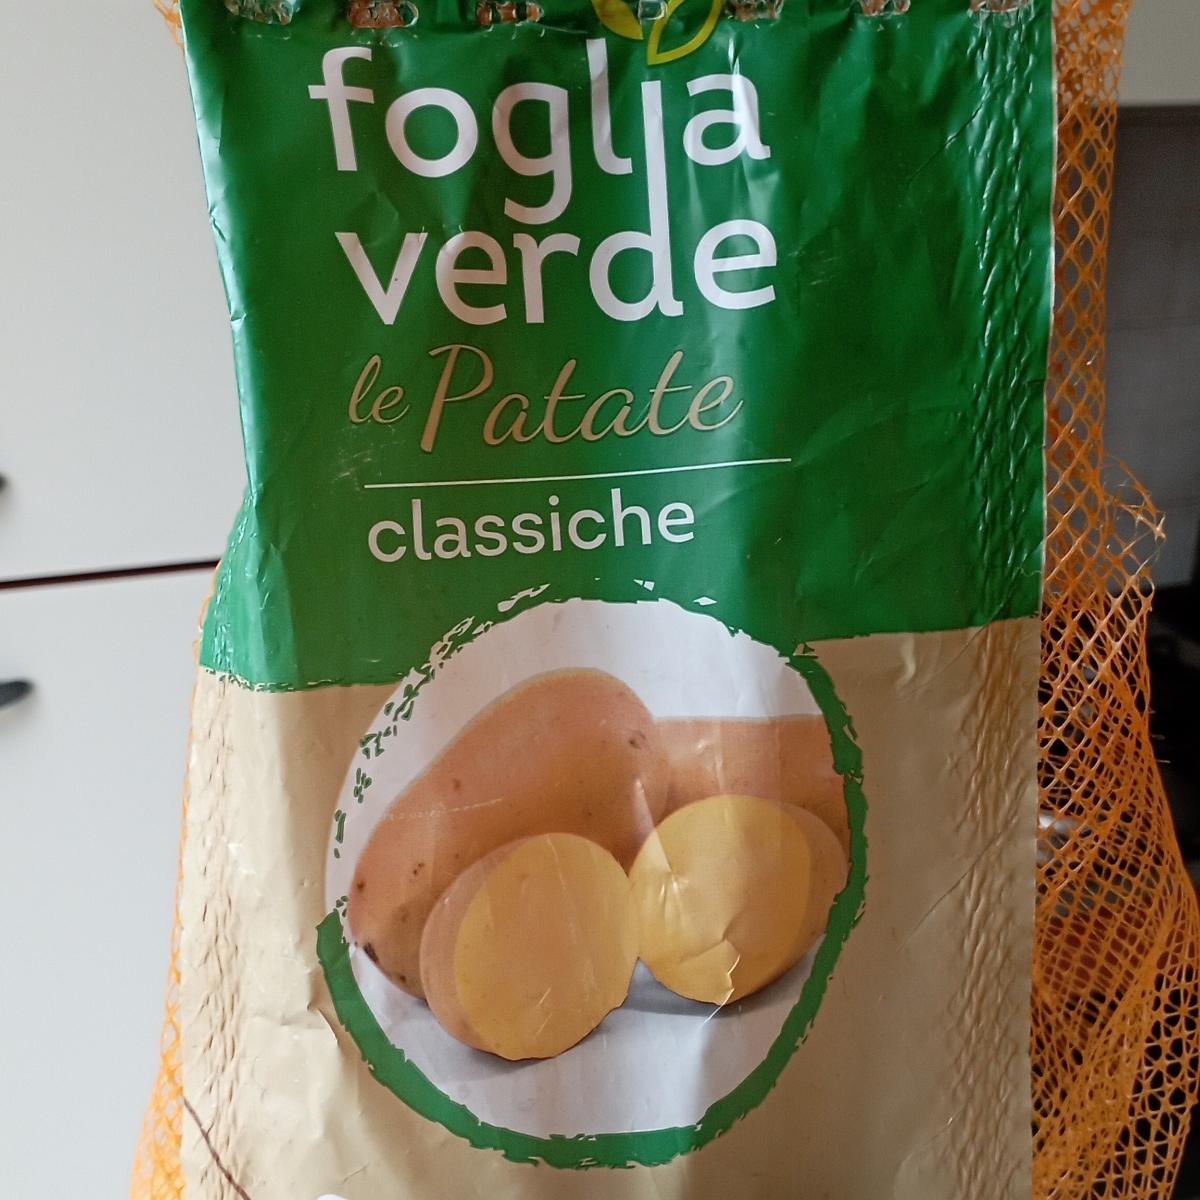 foglia
verde
le Patate
classiche